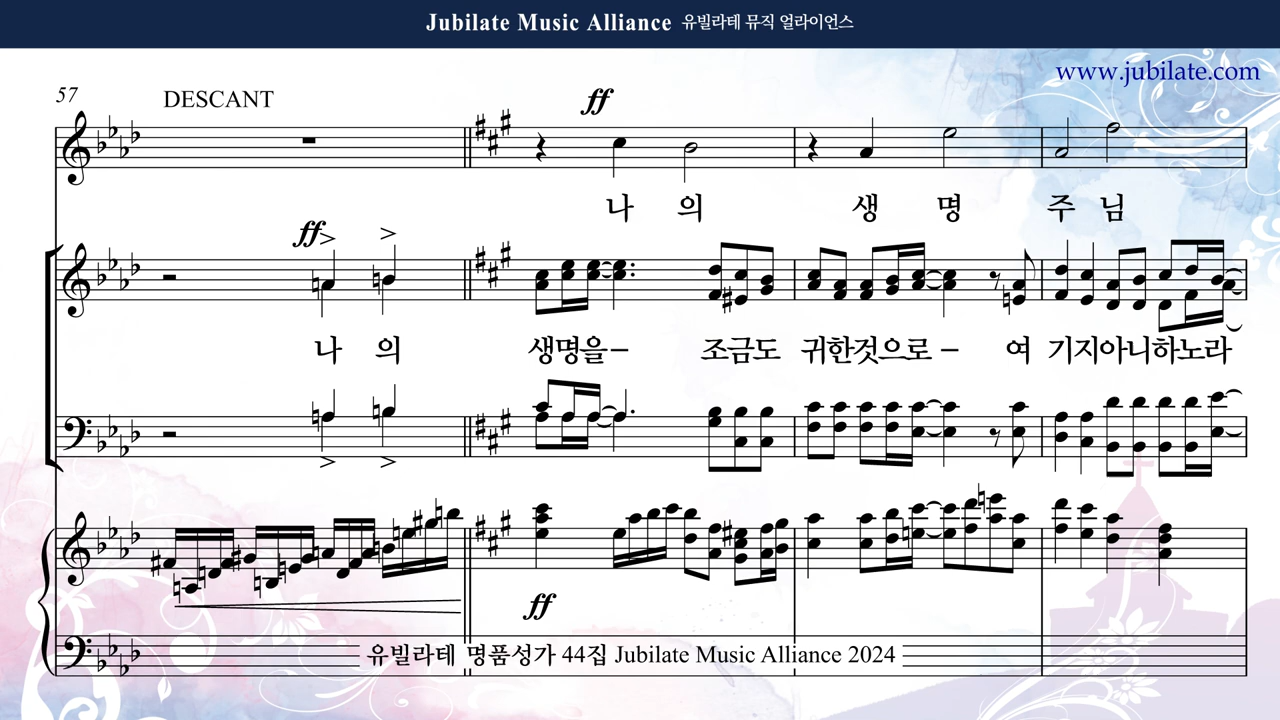 Jubilate Music Alliance 유빌라테 뮤직 얼라이언스
www.jubilate.com
57
DESCANT
ff
나 의 생 명 주 님
ff
나 의 생명을– 조금도 귀한것으로 – 여 기지아니하노라
ff
유빌라테 명품성가 44집 Jubilate Music Alliance 2024